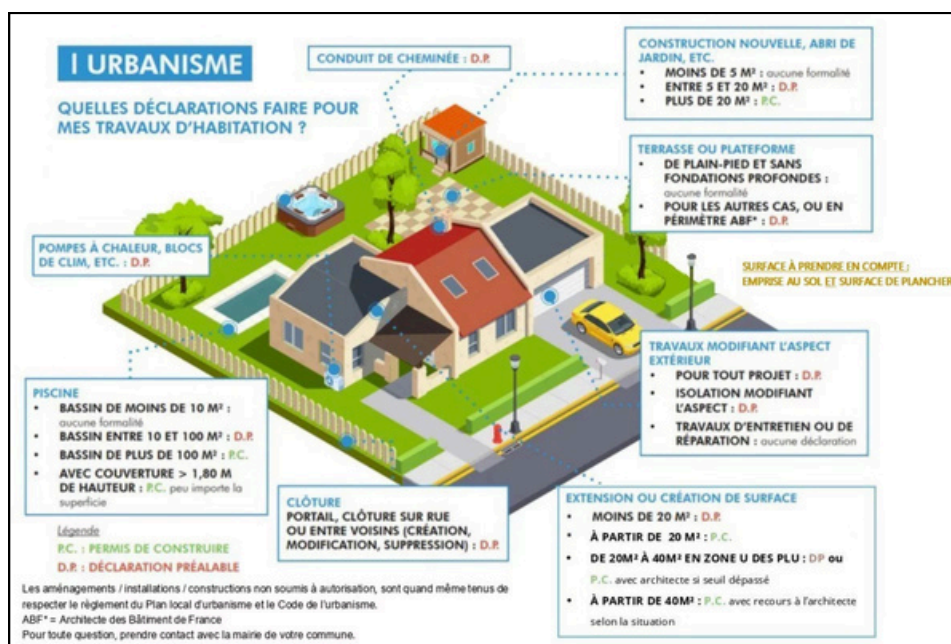 I URBANISME
QUELLES DÉCLARATIONS FAIRE POUR
MES TRAVAUX D'HABITATION ?
CONDUIT DE CHEMINÉE : D.P.
CONSTRUCTION NOUVELLE, ABRI DE
JARDIN, ETC.
• MOINS DE 5 M² : aucune formalité
• ENTRE 5 ET 20 M² : D.P.
• PLUS DE 20 M² : P.C.
TERRASSE OU PLATEFORME
• DE PLAIN-PIED ET SANS
FONDATIONS PROFONDES :
aucune formalité
• POUR LES AUTRES CAS, OU EN
PÉRIMÈTRE ABF* : D.P.
POMPES À CHALEUR, BLOCS
DE CLIM, ETC. : D.P.
SURFACE À PRENDRE EN COMPTE :
EMPRISE AU SOL ET SURFACE DE PLANCHER
TRAVAUX MODIFIANT L'ASPECT
EXTÉRIEUR
• POUR TOUT PROJET : D.P.
• ISOLATION MODIFIANT
L'ASPECT : D.P.
• TRAVAUX D'ENTRETIEN OU DE
RÉPARATION : aucune déclaration
PISCINE
• BASSIN DE MOINS DE 10 M² :
aucune formalité
• BASSIN ENTRE 10 ET 100 M² : D.P.
• BASSIN DE PLUS DE 100 M² : P.C.
• AVEC COUVERTURE > 1,80 M
DE HAUTEUR : P.C. peu importe la
superficie
CLÔTURE
PORTAIL, CLÔTURE SUR RUE
OU ENTRE VOISINS (CRÉATION,
MODIFICATION, SUPPRESSION) : D.P.
EXTENSION OU CRÉATION DE SURFACE
• MOINS DE 20 M² : D.P.
• À PARTIR DE 20 M² : P.C.
• DE 20M² À 40M² EN ZONE U DES PLU : DP ou
P.C. avec architecte si seuil dépassé
• À PARTIR DE 40M² : P.C. avec recours à l'architecte
selon la situation
Légende
P.C. : PERMIS DE CONSTRUIRE
D.P. : DÉCLARATION PRÉALABLE
Les aménagements / installations / constructions non soumis à autorisation, sont quand même tenus de
respecter le règlement du Plan local d'urbanisme et le Code de l'urbanisme.
ABF* = Architecte des Bâtiment de France
Pour toute question, prendre contact avec la mairie de votre commune.